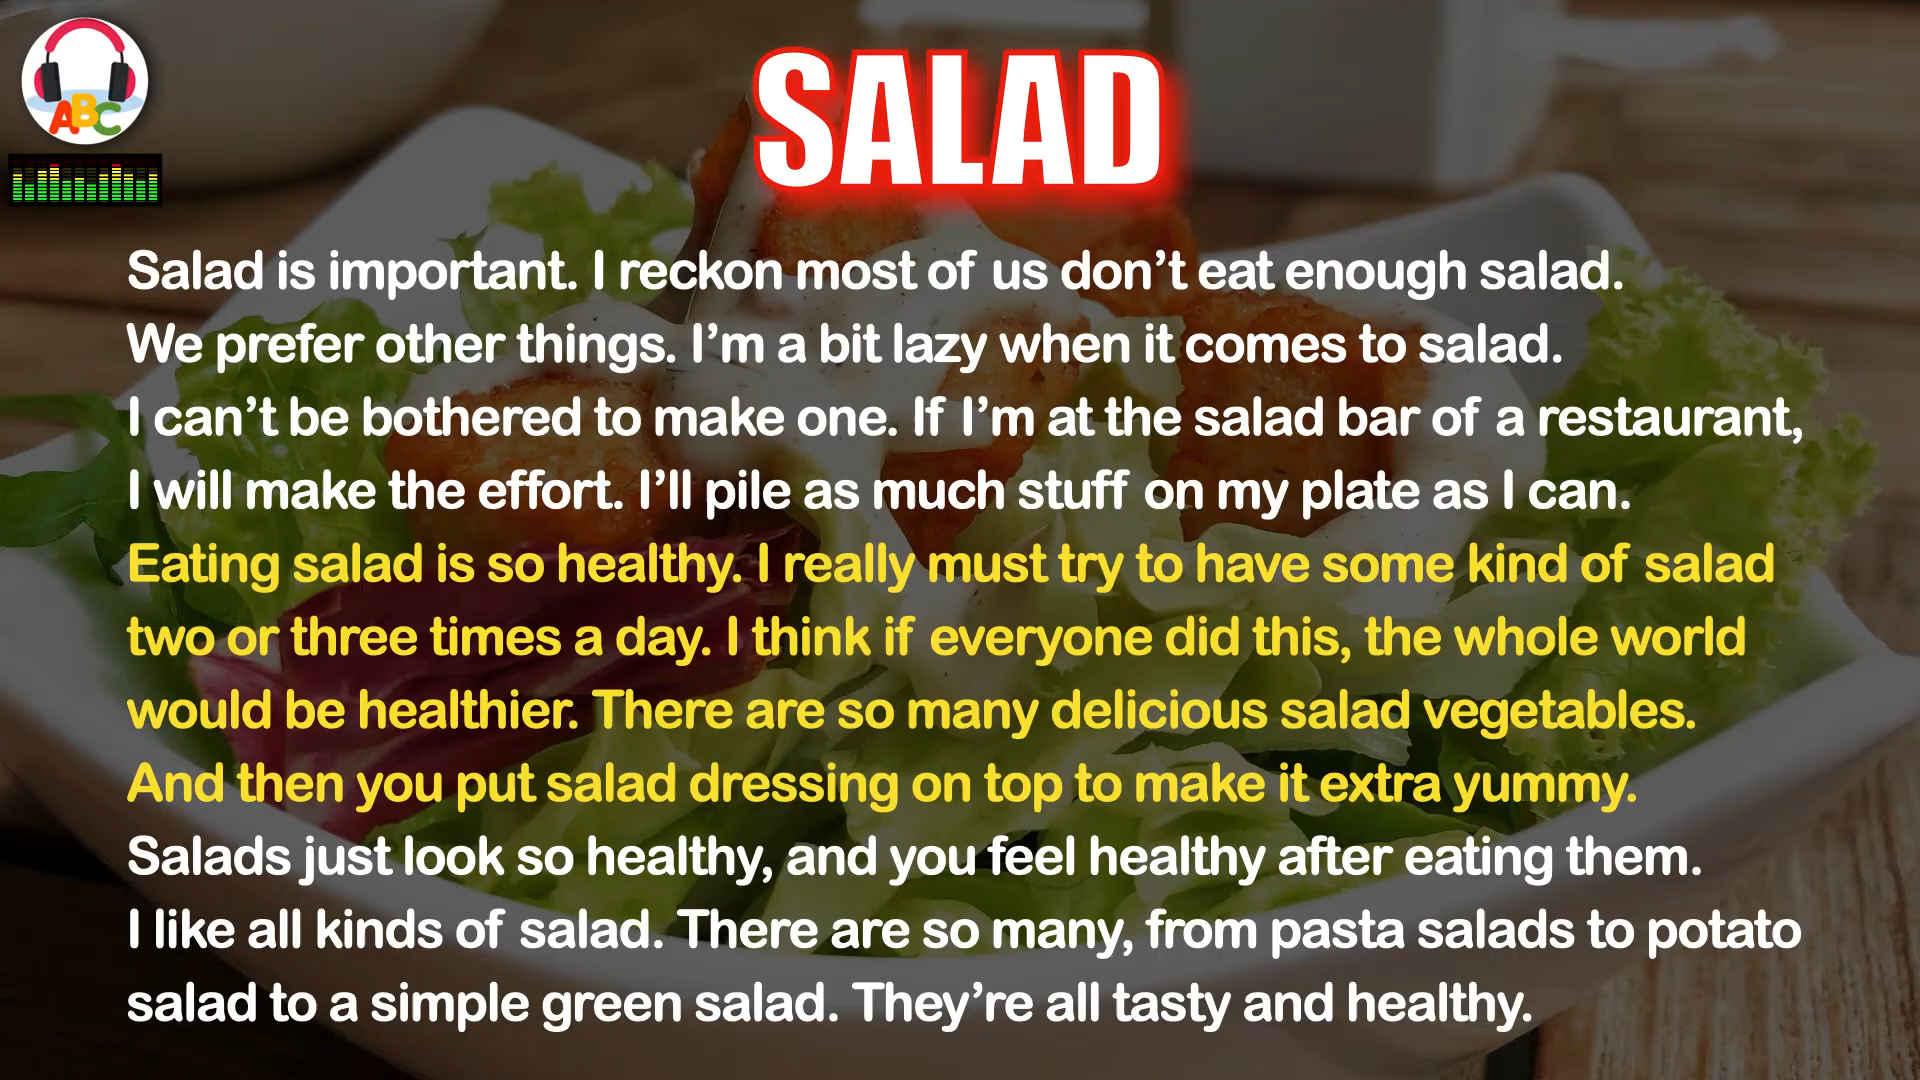 ABC
SALAD
Salad is important. I reckon most of us don’t eat enough salad.
We prefer other things. I’m a bit lazy when it comes to salad.
I can’t be bothered to make one. If I’m at the salad bar of a restaurant,
I will make the effort. I’ll pile as much stuff on my plate as I can.
Eating salad is so healthy. I really must try to have some kind of salad
two or three times a day. I think if everyone did this, the whole world
would be healthier. There are so many delicious salad vegetables.
And then you put salad dressing on top to make it extra yummy.
Salads just look so healthy, and you feel healthy after eating them.
I like all kinds of salad. There are so many, from pasta salads to potato
salad to a simple green salad. They’re all tasty and healthy.